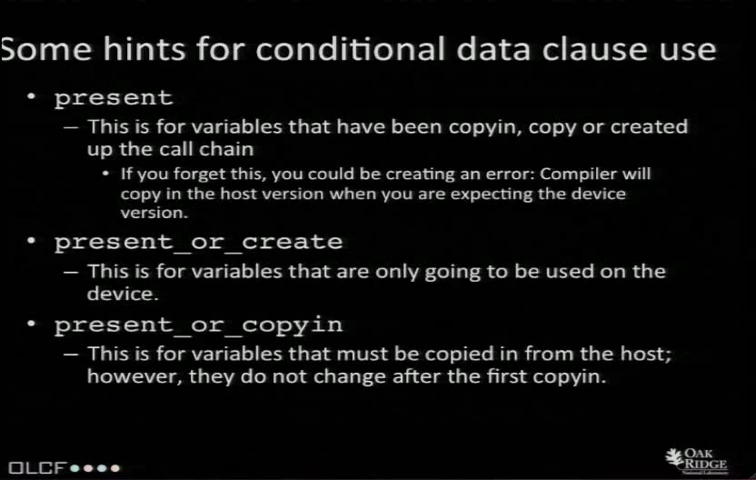 Some hints for conditional data clause use
• present
– This is for variables that have been copyin, copy or created
up the call chain
• If you forget this, you could be creating an error: Compiler will
copy in the host version when you are expecting the device
version.
• present_or_create
– This is for variables that are only going to be used on the
device.
• present_or_copyin
– This is for variables that must be copied in from the host;
however, they do not change after the first copyin.
OLCF
OAK
RIDGE
National Laboratory